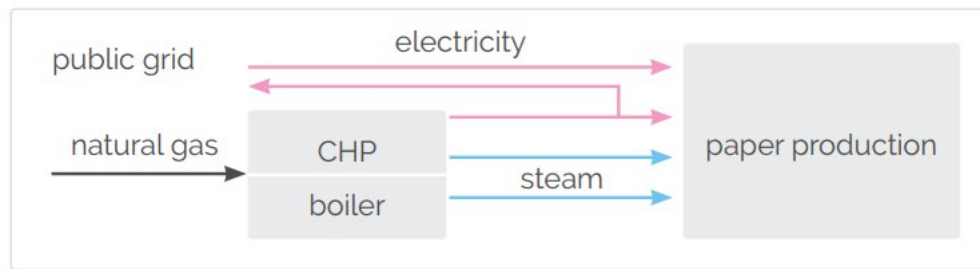 electricity
public grid
natural gas
CHP
paper production
steam
boiler